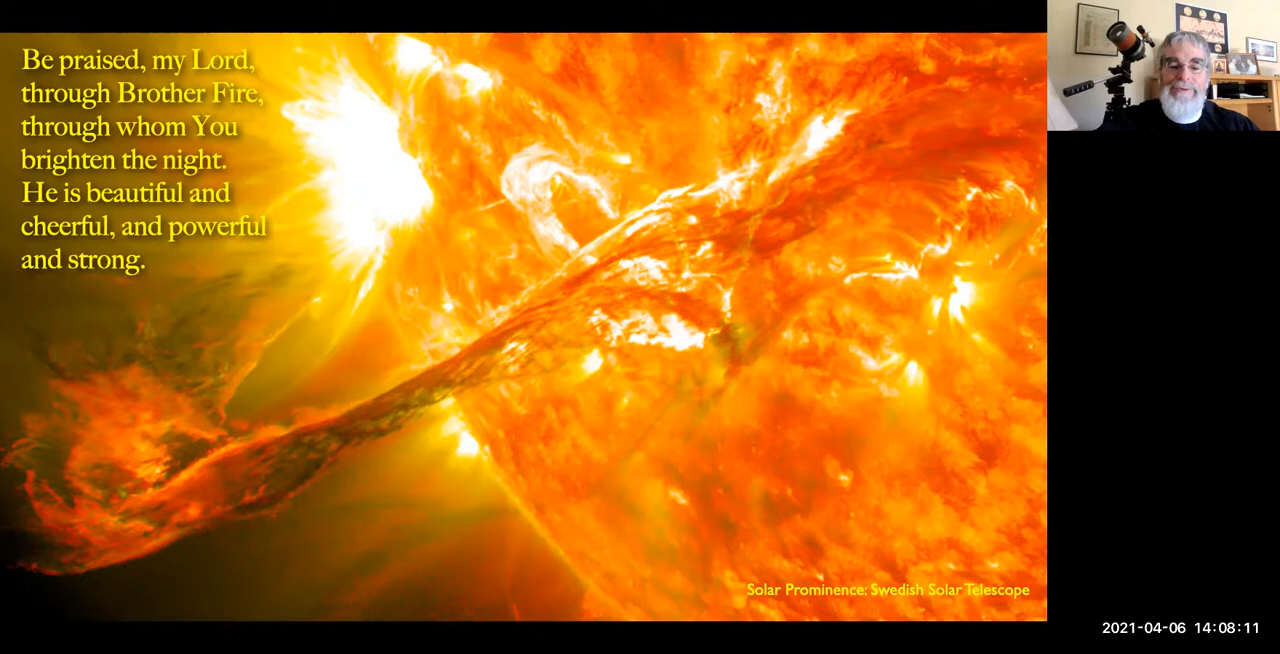 Be praised, my Lord,
through Brother Fire,
through whom You
brighten the night.
He is beautiful and
cheerful, and powerful
and strong.
Solar Prominence: Swedish Solar Telescope
2021-04-06 14:08:11